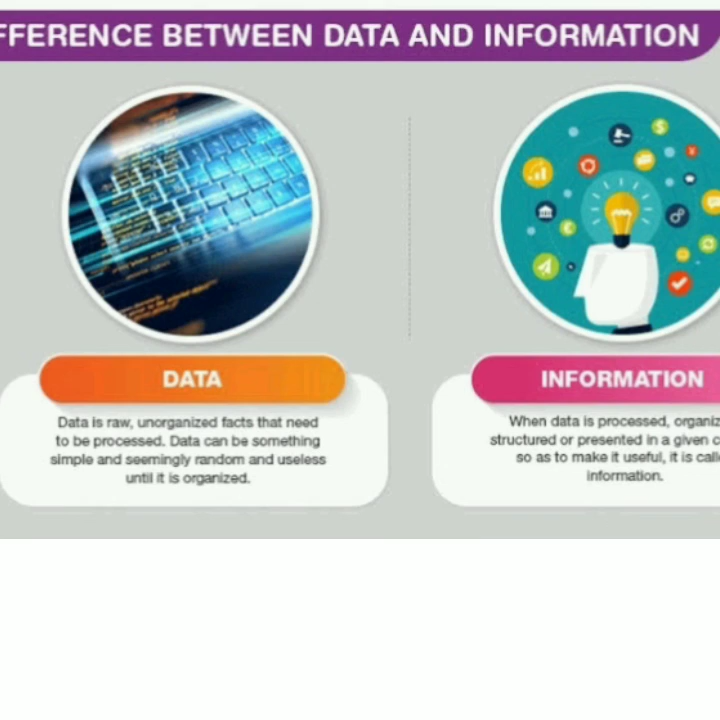 FFERENCE BETWEEN DATA AND INFORMATION
DATA
Data is raw, unorganized facts that need
to be processed. Data can be something
simple and seemingly random and useless
until it is organized.
INFORMATION
When data is processed, organiz
structured or presented in a given c
so as to make it useful, it is call
information.